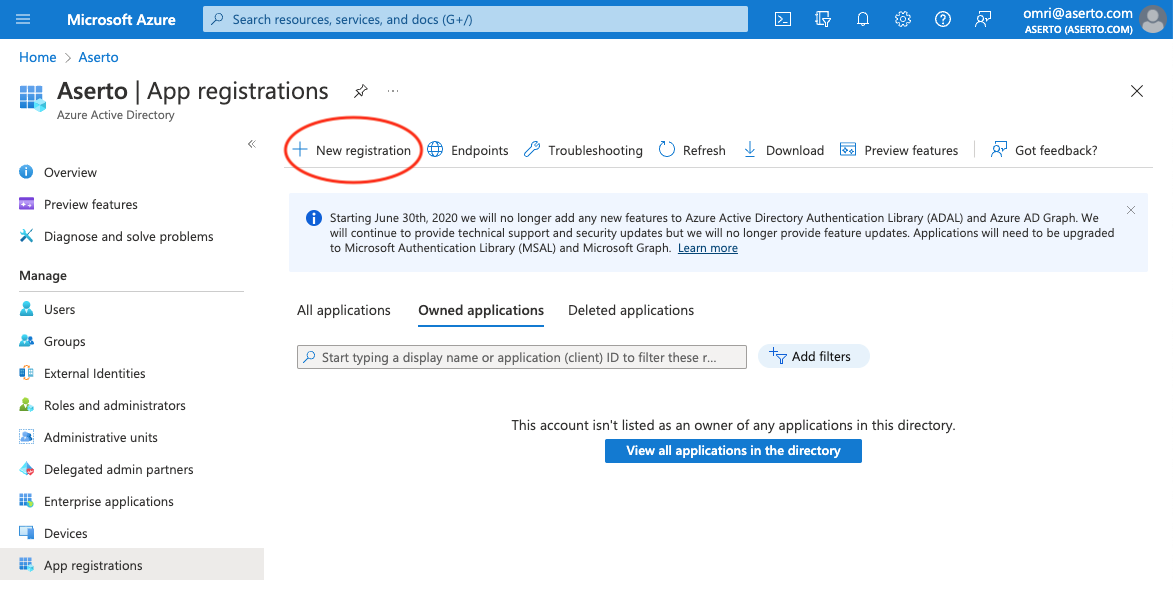 Microsoft Azure
Search resources, services, and docs (G+/)
omri@aserto.com
ASERTO (ASERTO.COM)
Home > Aserto
Aserto | App registrations
...
Azure Active Directory
«
New registration
Endpoints
Troubleshooting
Refresh
Download
Preview features
Got feedback?
Overview
Preview features
Diagnose and solve problems
Manage
Users
Groups
External Identities
Roles and administrators
Administrative units
Delegated admin partners
Enterprise applications
Devices
App registrations
Starting June 30th, 2020 we will no longer add any new features to Azure Active Directory Authentication Library (ADAL) and Azure AD Graph. We
will continue to provide technical support and security updates but we will no longer provide feature updates. Applications will need to be upgraded
to Microsoft Authentication Library (MSAL) and Microsoft Graph. Learn more
All applications
Owned applications
Deleted applications
Start typing a display name or application (client) ID to filter these r...
Add filters
This account isn't listed as an owner of any applications in this directory.
View all applications in the directory